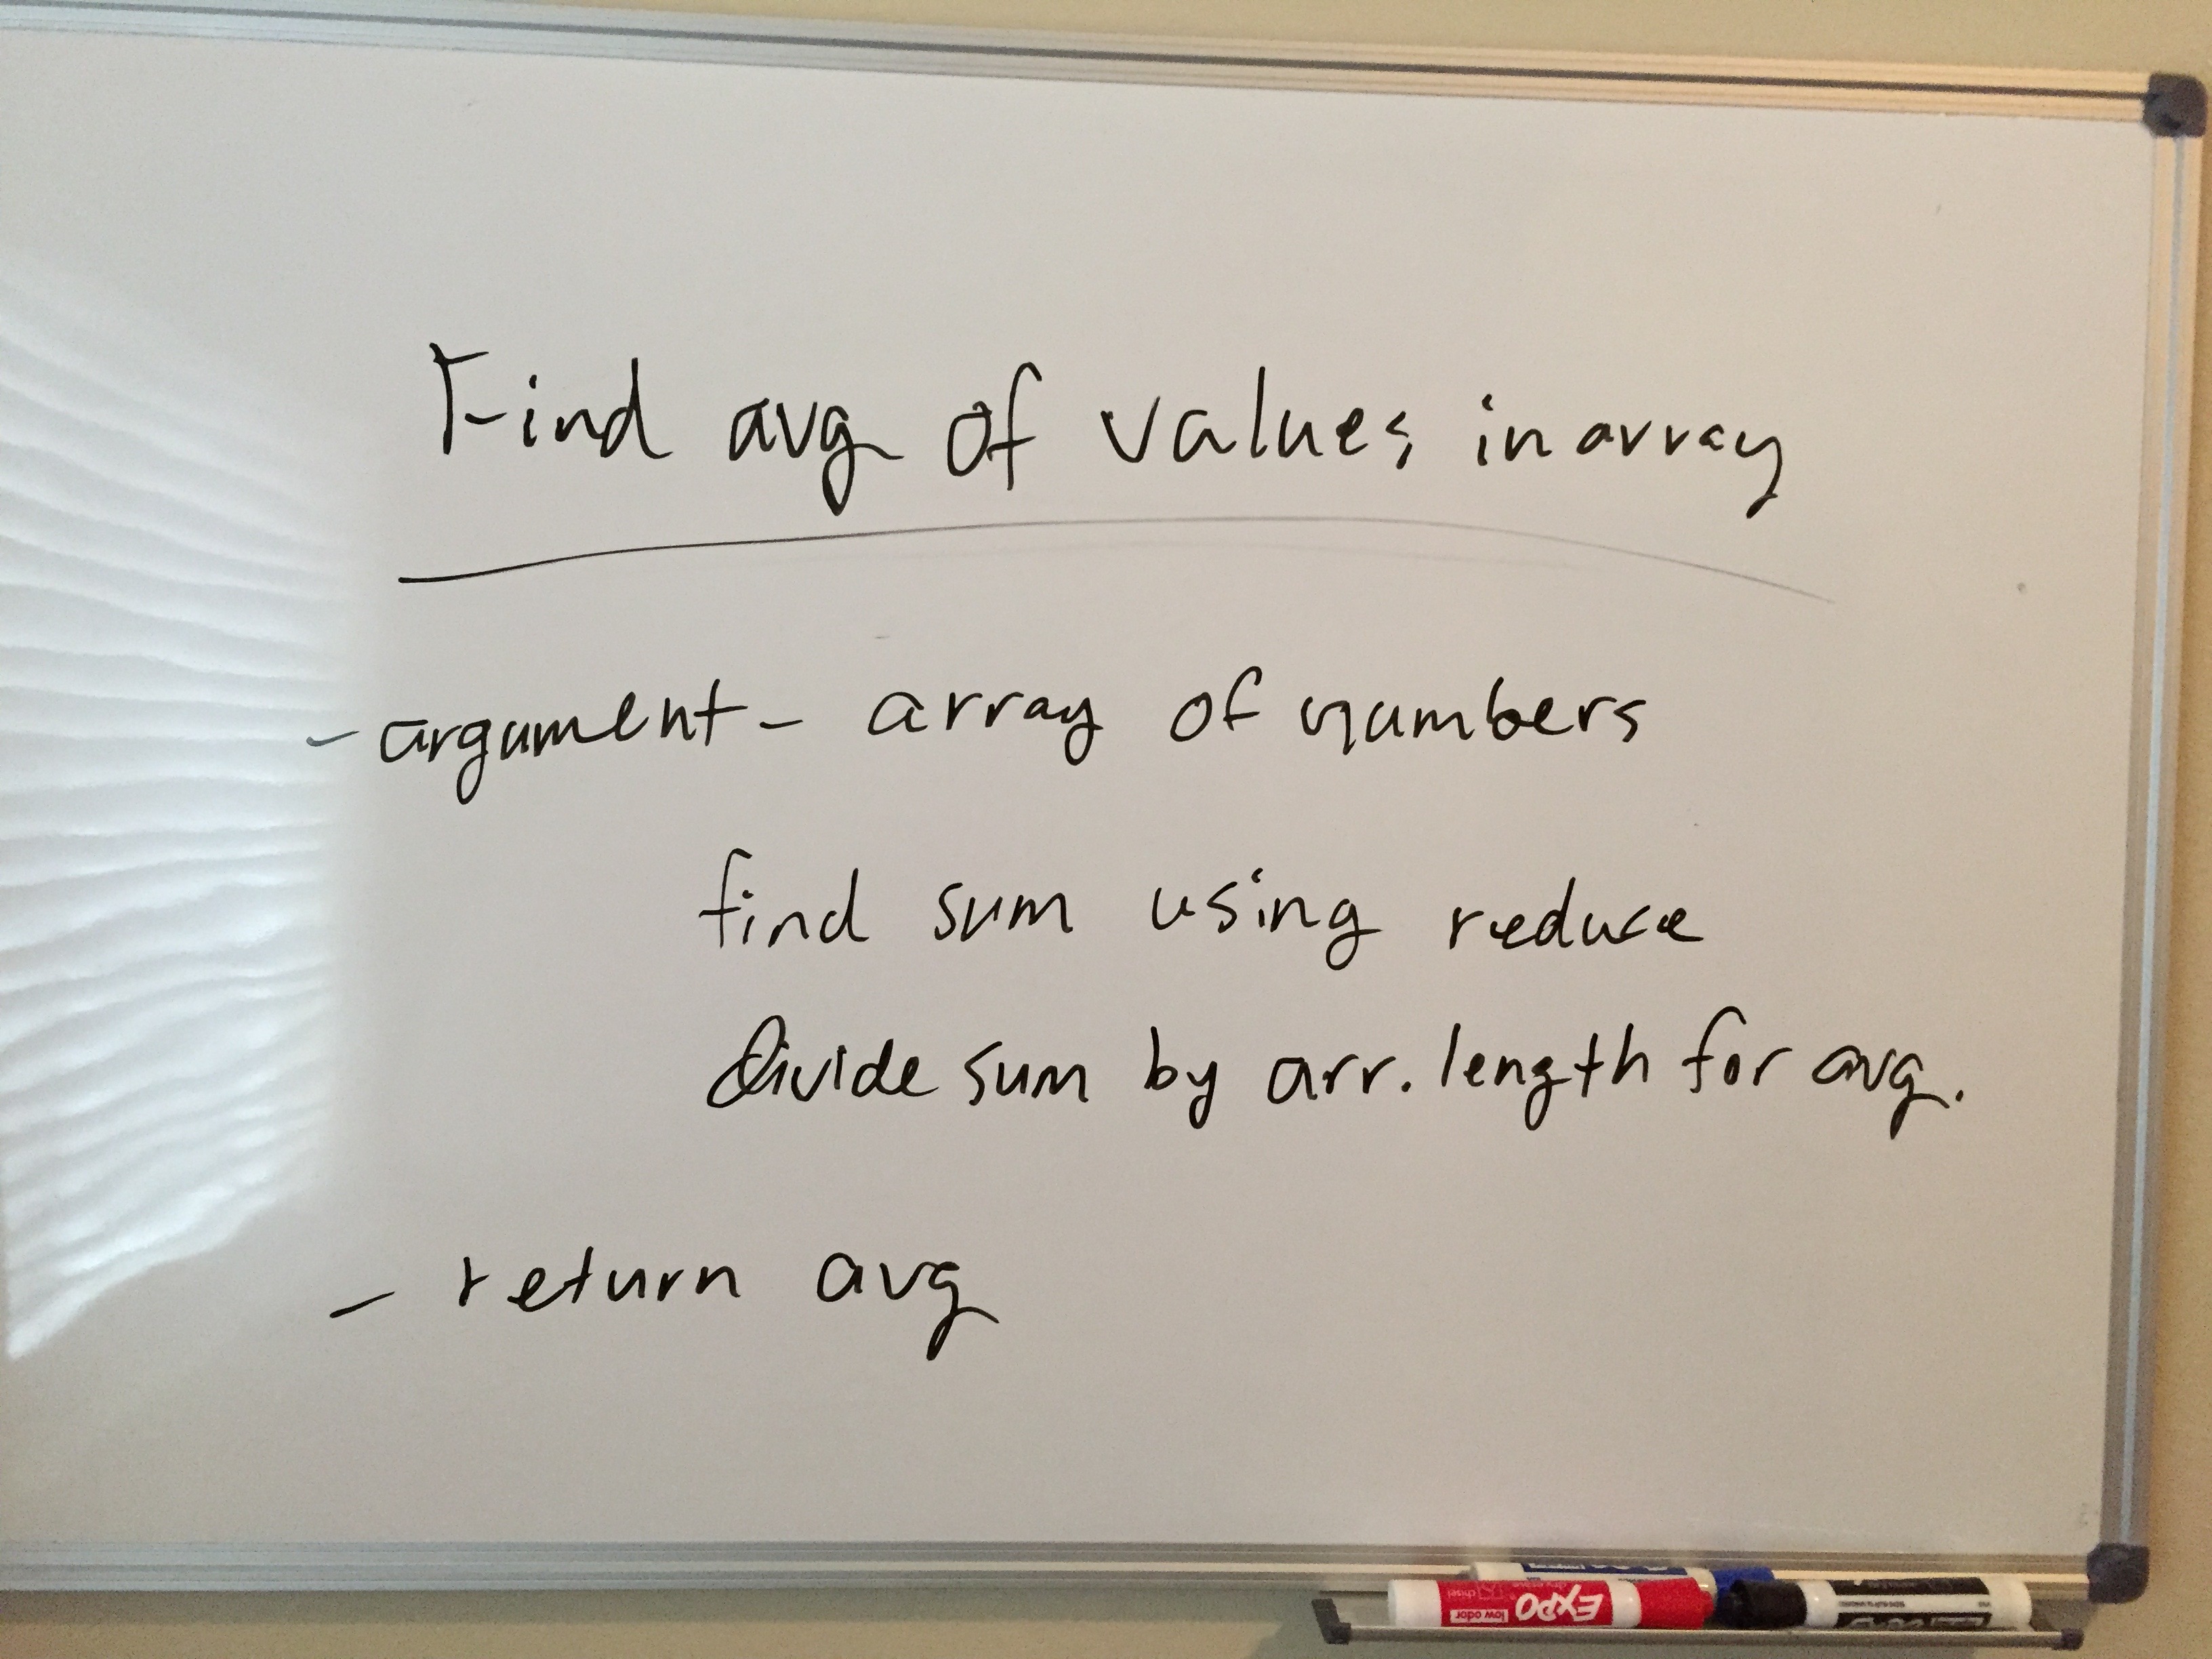 Find avg of values in array
- argument - array of numbers
find sum using reduce
Divide sum by arr.length for avg.
- return avg
EXPO
low odor